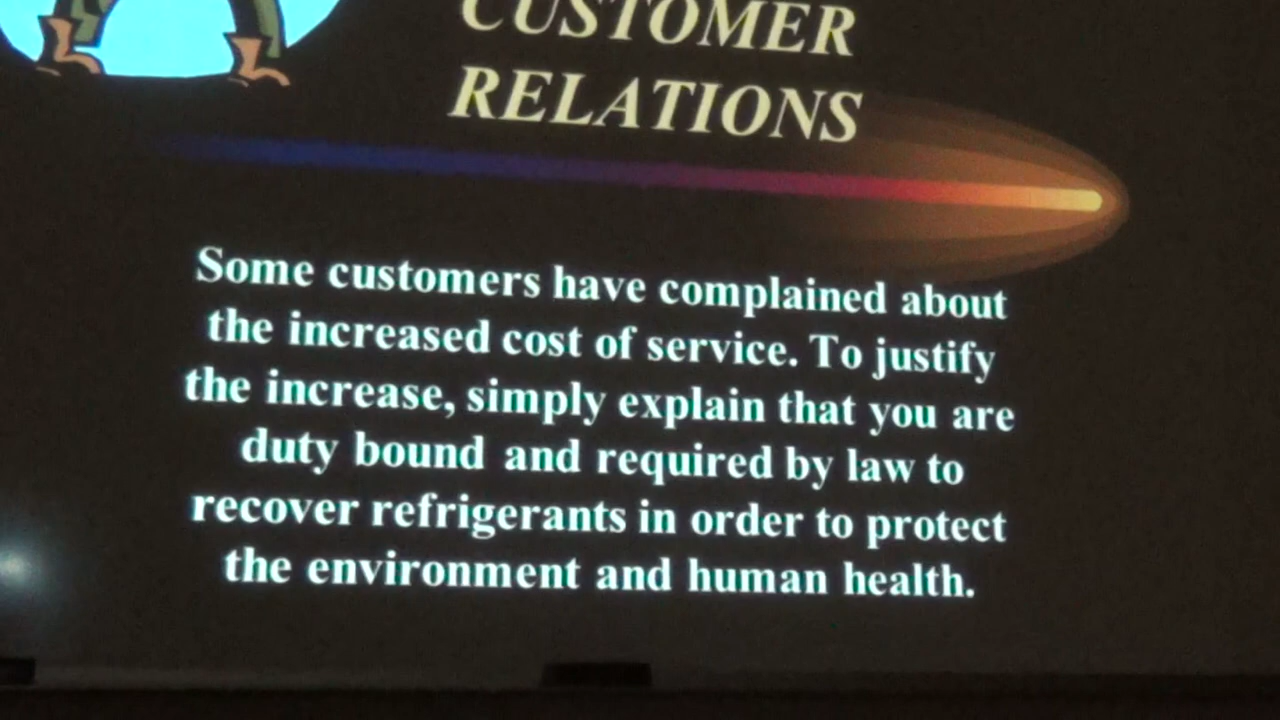 CUSTOMER
RELATIONS
Some customers have complained about
the increased cost of service. To justify
the increase, simply explain that you are
duty bound and required by law to
recover refrigerants in order to protect
the environment and human health.